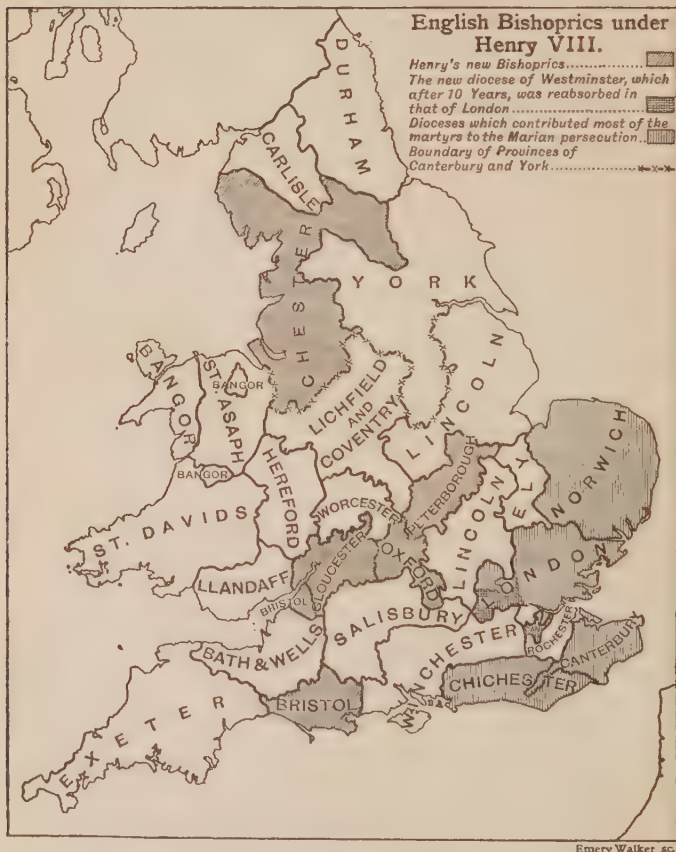 English Bishoprics under
Henry VIII.
Henry's new Bishoprics
The new diocese of Westminster, which
after 10 Years, was reabsorbed in
that of London
Dioceses which contributed most of the
martyrs to the Marian persecution
Boundary of Provinces of
Canterbury and York
DURHAM
CARLISLE
CHESTER
YORK
BANGOR
ST. ASAPH
BANGOR
LICHFIELD
AND
COVENTRY
LINCOLN
LINCOLN
BANGOR
HEREFORD
WORCESTER
PETERBOROUGH
LINCOLN
ELY
NORWICH
ST. DAVIDS
LLANDAFF
BRISTOL
GLOUCESTER
OXFORD
LONDON
BATH & WELLS
SALISBURY
WINCHESTER
ROCHESTER
CANTERBURY
CHICHESTER
BRISTOL
EXETER
Emery Walker sc.